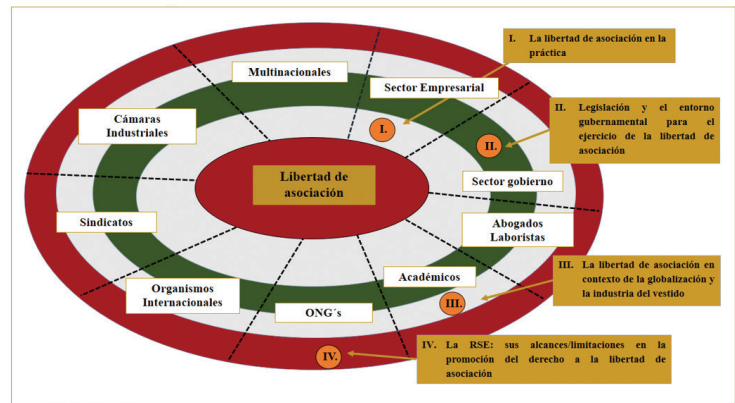 I. La libertad de asociación en la
práctica
Multinacionales
Sector Empresarial
Cámaras
Industriales
I.
II.
II. Legislación y el entorno
gubernamental para el
ejercicio de la libertad de
asociación
Libertad de
asociación
Sector gobierno
Sindicatos
Abogados
Laboristas
Organismos
Internacionales
Académicos
III. La libertad de asociación en
contexto de la globalización y
la industria del vestido
ONG´s
III.
IV.
IV. La RSE: sus alcances/limitaciones en la
promoción del derecho a la libertad de
asociación